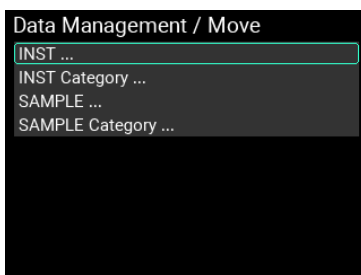 Data Management / Move
INST ...
INST Category ...
SAMPLE ...
SAMPLE Category ...